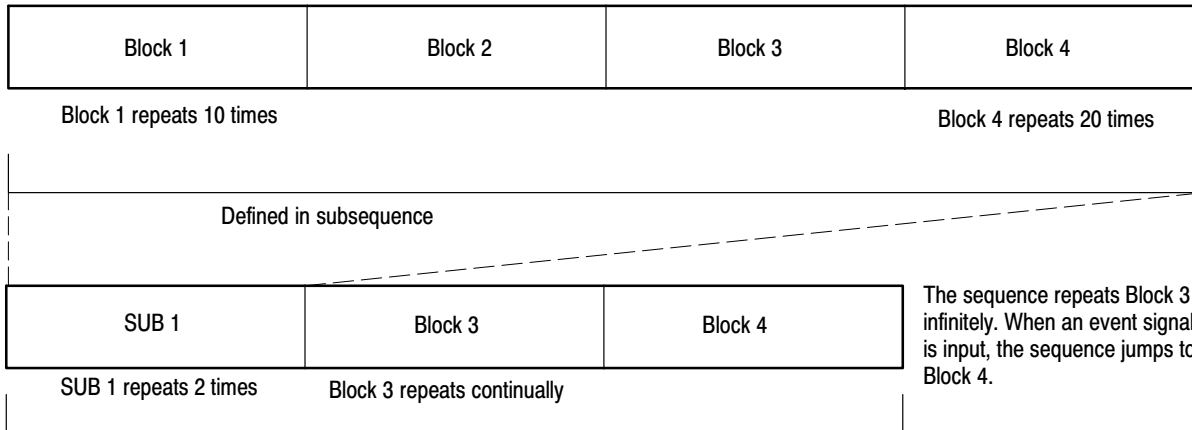 Block 1 Block 2 Block 3 Block 4
Block 1 repeats 10 times Block 4 repeats 20 times
Defined in subsequence
SUB 1 Block 3 Block 4
SUB 1 repeats 2 times Block 3 repeats continually
The sequence repeats Block 3
infinitely. When an event signal
is input, the sequence jumps to
Block 4.